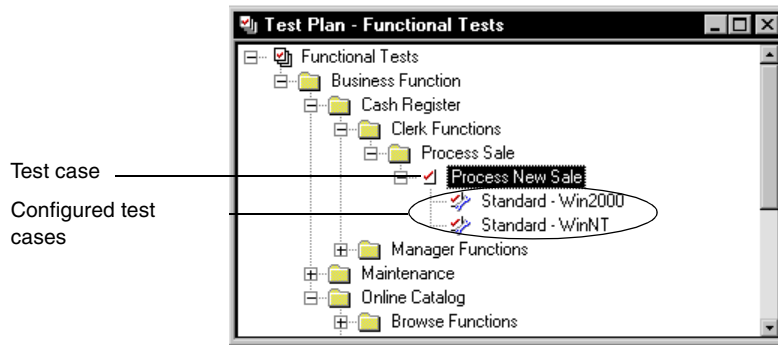 Test Plan - Functional Tests
Functional Tests
Business Function
Cash Register
Clerk Functions
Process Sale
Test case
Process New Sale
Configured test
cases
Standard - Win2000
Standard - WinNT
Manager Functions
Maintenance
Online Catalog
Browse Functions